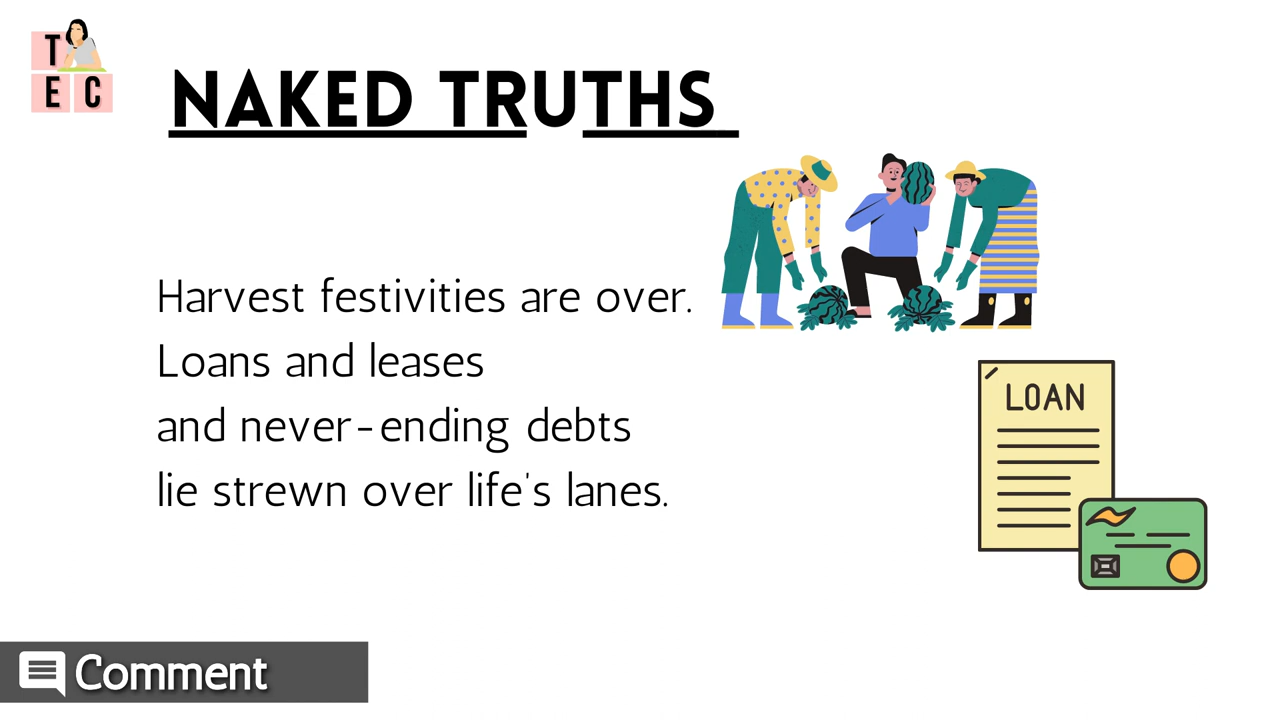 T
E C
NAKED TRUTHS
Harvest festivities are over.
Loans and leases
and never-ending debts
lie strewn over life's lanes.
LOAN
Comment